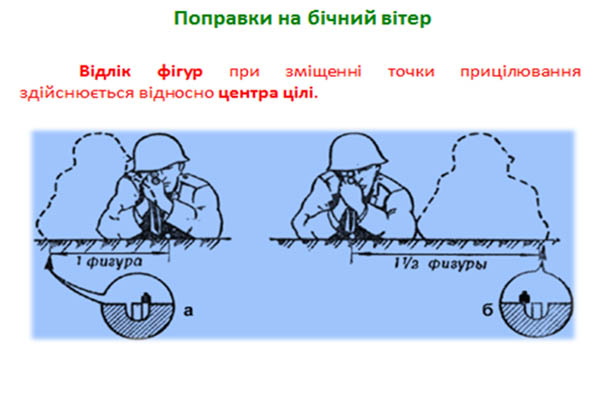 Поправки на бічний вітер
Відлік фігур при зміщенні точки прицілювання
здійснюється відносно центра цілі.
1 фигура
1 1/2 фигуры
а
б